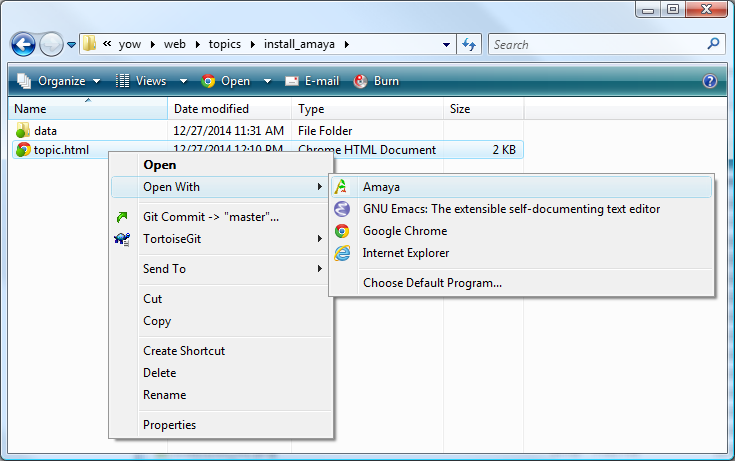 « yow web topics install_amaya
Search
Organize Views Open E-mail Burn
Name Date modified Type Size
data 12/27/2014 11:31 AM File Folder
topic.html 12/27/2014 12:10 PM Chrome HTML Document 2 KB
Open
Open With
Git Commit -> "master"...
TortoiseGit
Send To
Cut
Copy
Create Shortcut
Delete
Rename
Properties
Amaya
GNU Emacs: The extensible self-documenting text editor
Google Chrome
Internet Explorer
Choose Default Program...